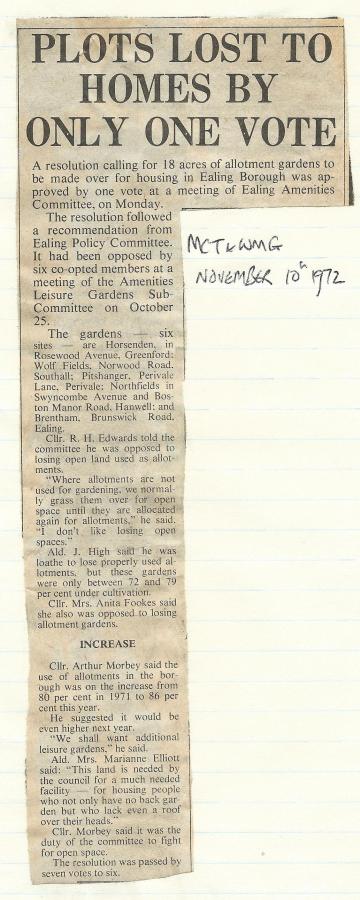 PLOTS LOST TO
HOMES BY
ONLY ONE VOTE
A resolution calling for 18 acres of allotment gardens to
be made over for housing in Ealing Borough was ap-
proved by one vote at a meeting of Ealing Amenities
Committee, on Monday.
The resolution followed
a recommendation from
Ealing Policy Committee.
It had been opposed by
six co-opted members at a
meeting of the Amenities
Leisure Gardens Sub-
Committee on October
25.
The gardens — six
sites — are Horsenden, in
Rosewood Avenue, Greenford;
Wolf Fields, Norwood Road,
Southall; Pitshanger, Perivale
Lane, Perivale; Northfields in
Swyncombe Avenue and Bos-
ton Manor Road, Hanwell; and
Brentham, Brunswick Road,
Ealing.
Cllr. R. H. Edwards told the
committee he was opposed to
losing open land used as allot-
ments.
"Where allotments are not
used for gardening, we normal-
ly grass them over for open
space until they are allocated
again for allotments," he said.
"I don't like losing open
spaces."
Ald. J. High said he was
loathe to lose properly used al-
lotments, but these gardens
were only between 72 and 79
per cent under cultivation.
Cllr. Mrs. Anita Fookes said
she also was opposed to losing
allotment gardens.
INCREASE
Cllr. Arthur Morbey said the
use of allotments in the bor-
ough was on the increase from
80 per cent in 1971 to 86 per
cent this year.
He suggested it would be
even higher next year.
"We shall want additional
leisure gardens," he said.
Ald. Mrs. Marianne Elliott
said: "This land is needed by
the council for a much needed
facility — for housing people
who not only have no back gar-
den but who lack even a roof
over their heads."
Cllr. Morbey said it was the
duty of the committee to fight
for open space.
The resolution was passed by
seven votes to six.
MCT & WMG
NOVEMBER 10th 1972